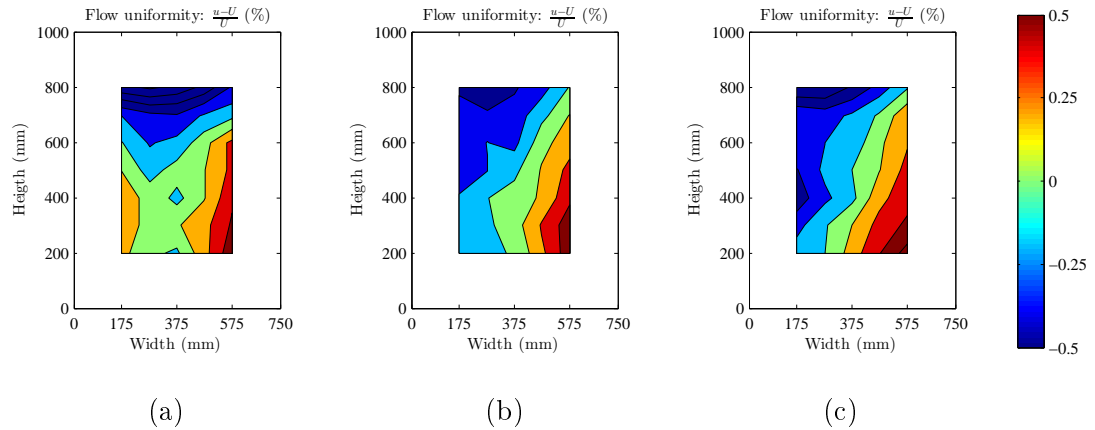 Flow uniformity: u−U/U (%)
1000
800
600
400
200
0
Heigth (mm)
0 175 375 575 750
Width (mm)
(a)
Flow uniformity: u−U/U (%)
1000
800
600
400
200
0
Heigth (mm)
0 175 375 575 750
Width (mm)
(b)
Flow uniformity: u−U/U (%)
1000
800
600
400
200
0
Heigth (mm)
0 175 375 575 750
Width (mm)
(c)
0.5
0.25
0
−0.25
−0.5